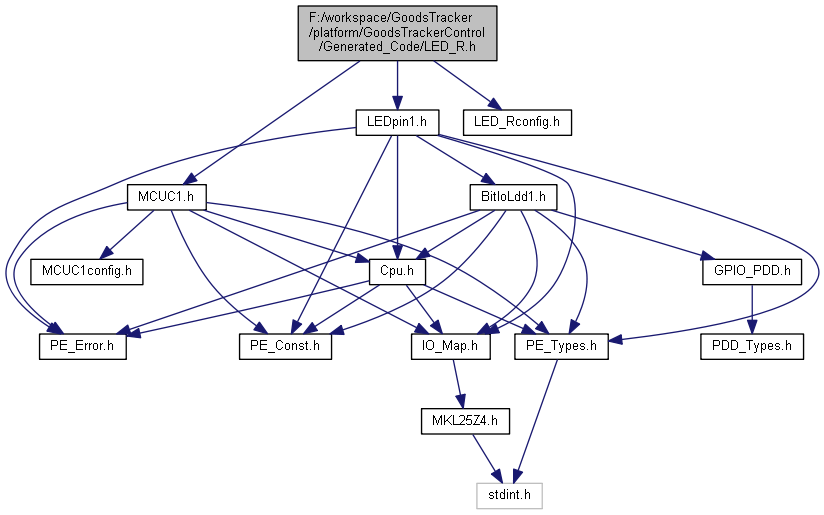 F:/workspace/GoodsTracker
/platform/GoodsTrackerControl
/Generated_Code/LED_R.h
LEDpin1.h
LED_Rconfig.h
MCUC1.h
BitIoLdd1.h
MCUC1config.h
Cpu.h
GPIO_PDD.h
PE_Error.h
PE_Const.h
IO_Map.h
PE_Types.h
PDD_Types.h
MKL25Z4.h
stdint.h